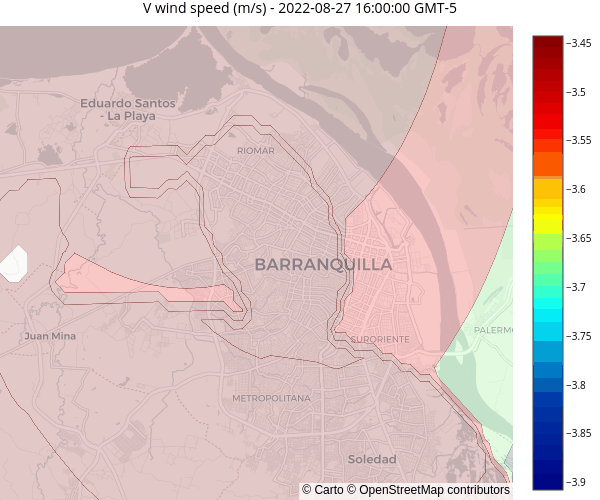 V wind speed (m/s) - 2022-08-27 16:00:00 GMT-5
Eduardo Santos
- La Playa
RIOMAR
BARRANQUILLA
Juan Mina
SURORIENTE
PALERMO
METROPOLITANA
Soledad
© Carto © OpenStreetMap contributors
−3.45
−3.5
−3.55
−3.6
−3.65
−3.7
−3.75
−3.8
−3.85
−3.9